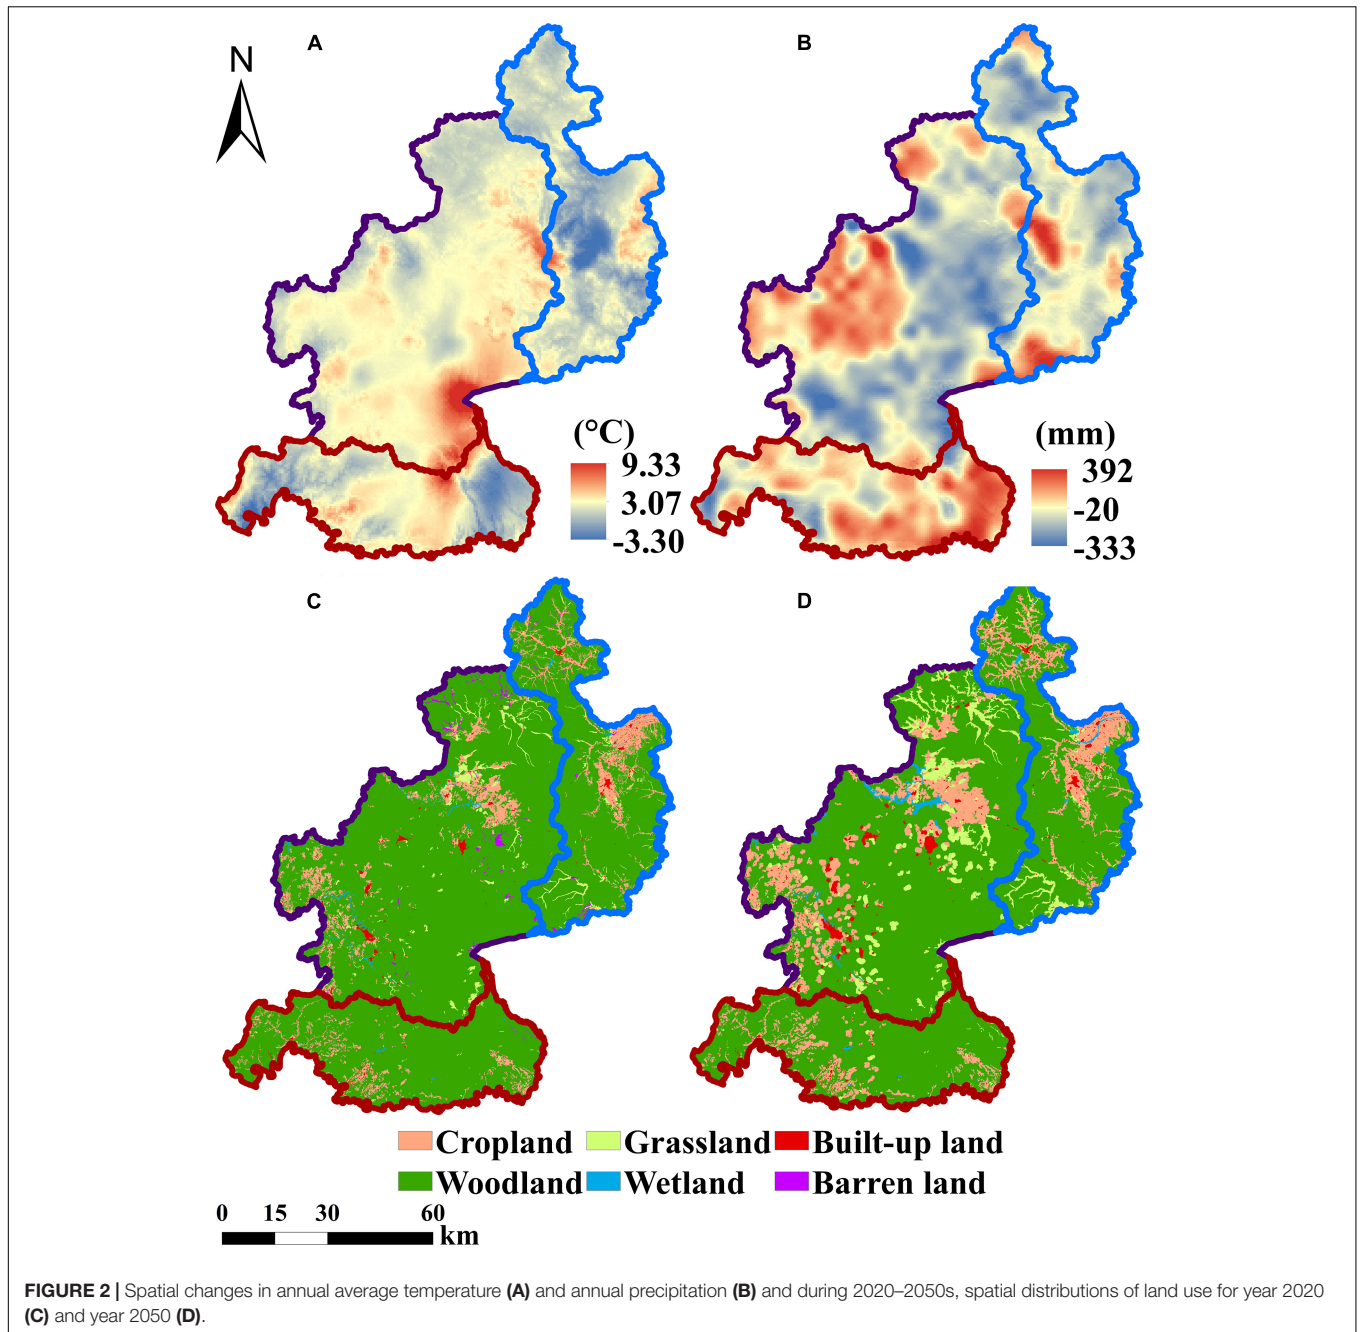 A
B
N
(°C)
9.33
3.07
-3.30
(mm)
392
-20
-333
C
D
Cropland Grassland Built-up land
Woodland Wetland Barren land
0 15 30 60
km
FIGURE 2 | Spatial changes in annual average temperature (A) and annual precipitation (B) and during 2020–2050s, spatial distributions of land use for year 2020
(C) and year 2050 (D).